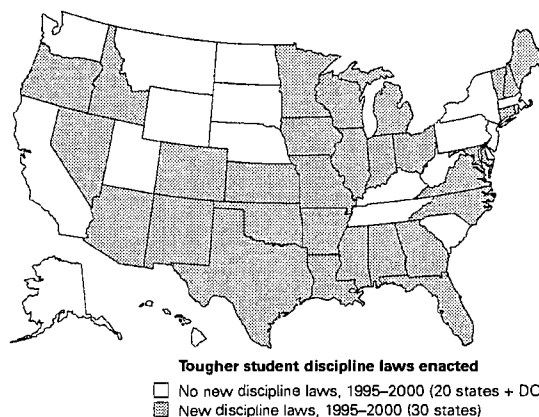 Tougher student discipline laws enacted
No new discipline laws, 1995–2000 (20 states + DC
New discipline laws, 1995–2000 (30 states)